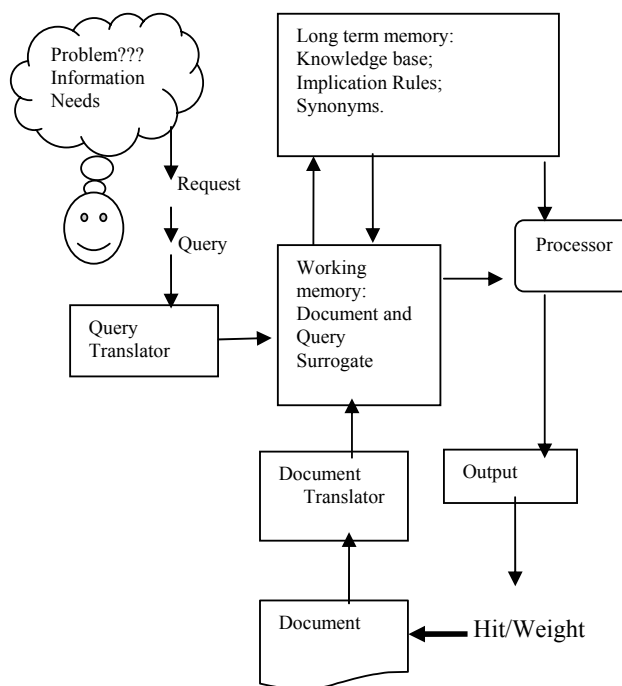 Problem???
Information
Needs
Long term memory:
Knowledge base;
Implication Rules;
Synonyms.
Request
Query
Processor
Working
memory:
Document and
Query
Surrogate
Query
Translator
Document
Translator
Output
Document
Hit/Weight